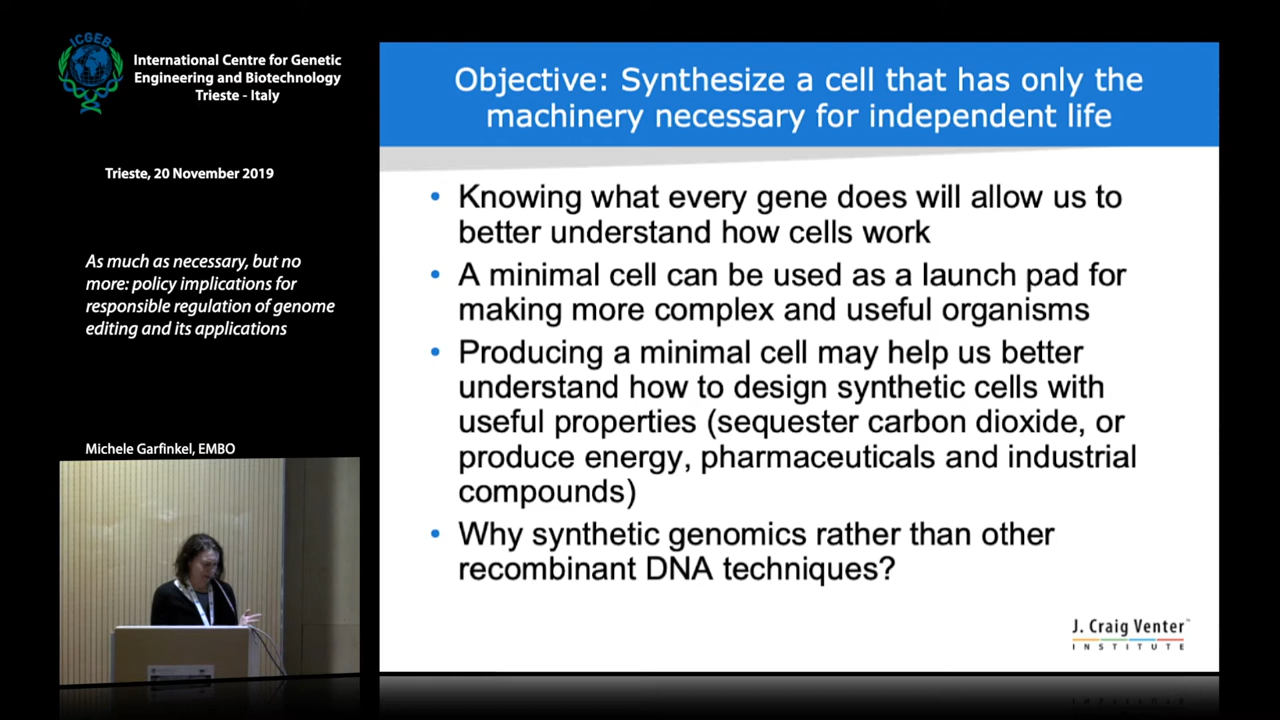 ICGEB
International Centre for Genetic
Engineering and Biotechnology
Trieste - Italy
Trieste, 20 November 2019
As much as necessary, but no
more: policy implications for
responsible regulation of genome
editing and its applications
Michele Garfinkel, EMBO
Objective: Synthesize a cell that has only the
machinery necessary for independent life
• Knowing what every gene does will allow us to
better understand how cells work
• A minimal cell can be used as a launch pad for
making more complex and useful organisms
• Producing a minimal cell may help us better
understand how to design synthetic cells with
useful properties (sequester carbon dioxide, or
produce energy, pharmaceuticals and industrial
compounds)
• Why synthetic genomics rather than other
recombinant DNA techniques?
J. Craig Venter™
INSTITUTE